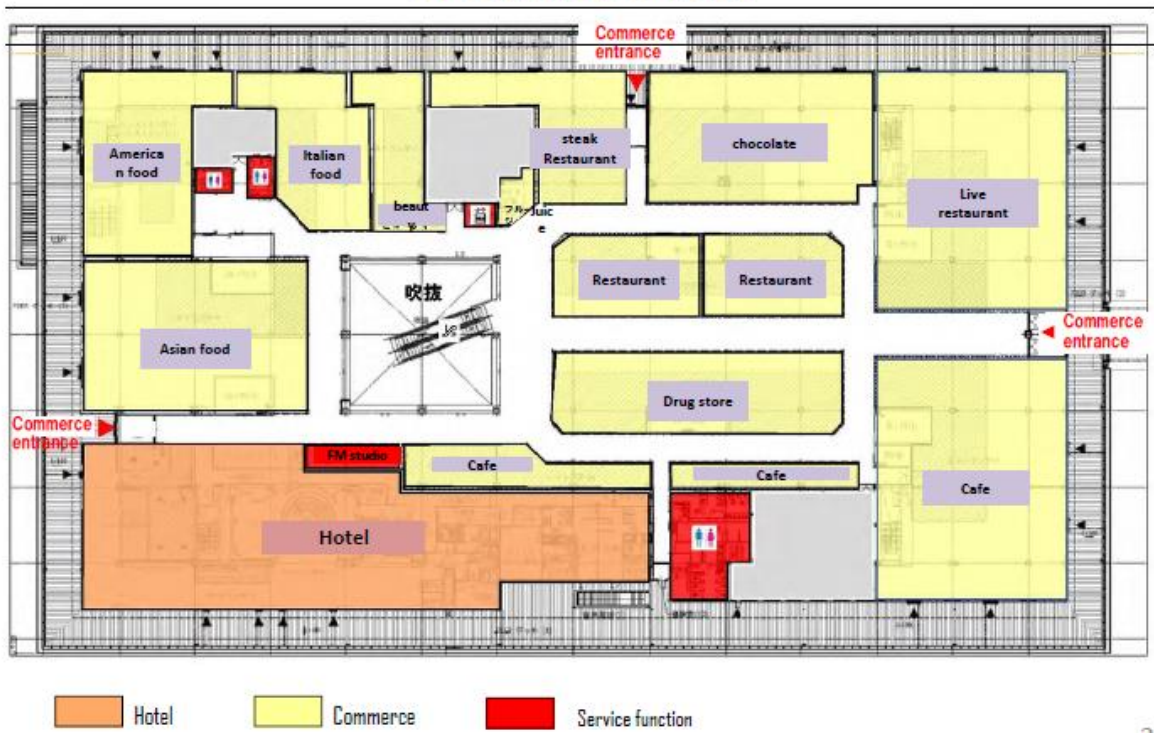 Commerce
entrance
America
n food
Italian
food
beaut
steak
Restaurant
Juic
e
chocolate
Live
restaurant
Restaurant
Restaurant
吹抜
Asian food
Commerce
entrance
Drug store
Commerce
entrance
FM studio
Cafe
Cafe
Cafe
Hotel
Hotel
Commerce
Service function